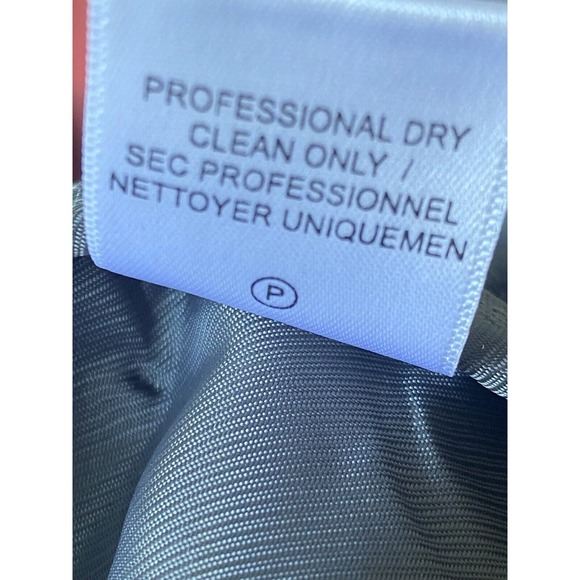 PROFESSIONAL DRY
CLEAN ONLY /
SEC PROFESSIONNEL
NETTOYER UNIQUEMEN
P